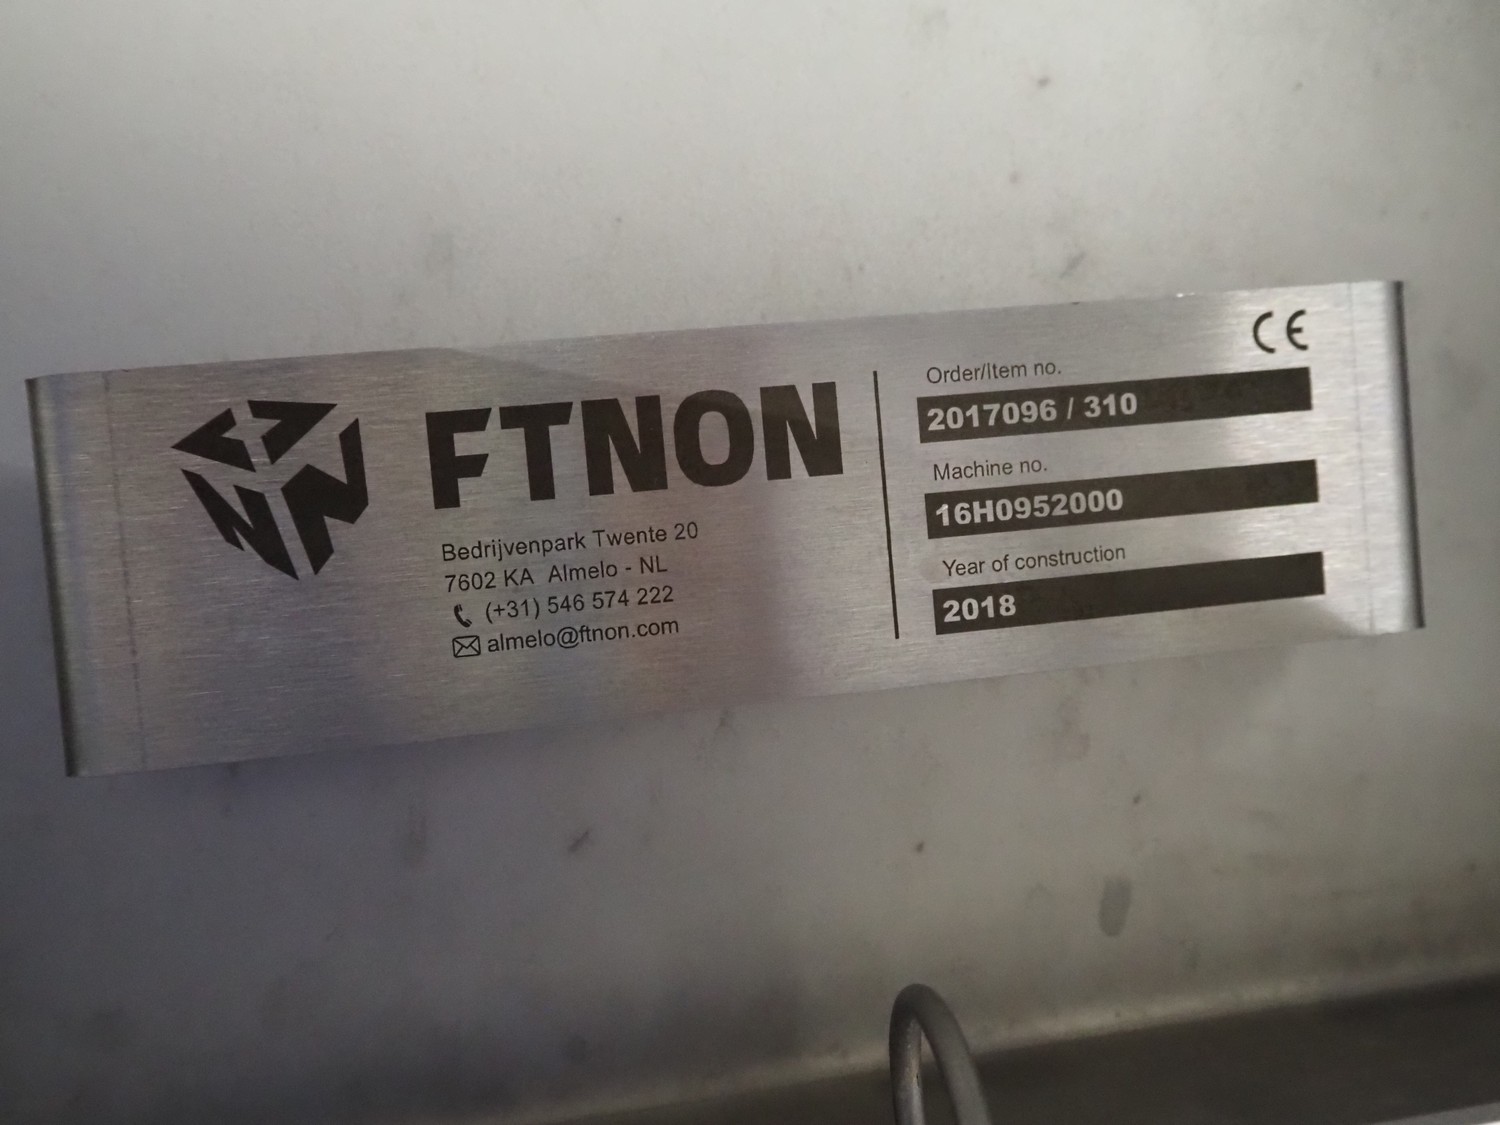 FTNON
Bedrijvenpark Twente 20
7602 KA Almelo - NL
(+31) 546 574 222
almelo@ftnon.com
CE
Order/Item no.
2017096 / 310
Machine no.
16H0952000
Year of construction
2018